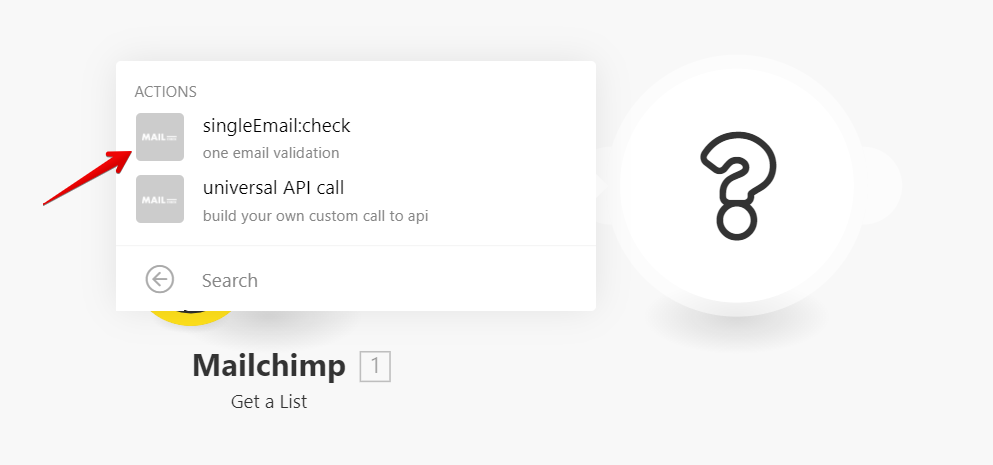 ACTIONS
MAIL
singleEmail:check
one email validation
MAIL
universal API call
build your own custom call to api
Search
Mailchimp 1
Get a List